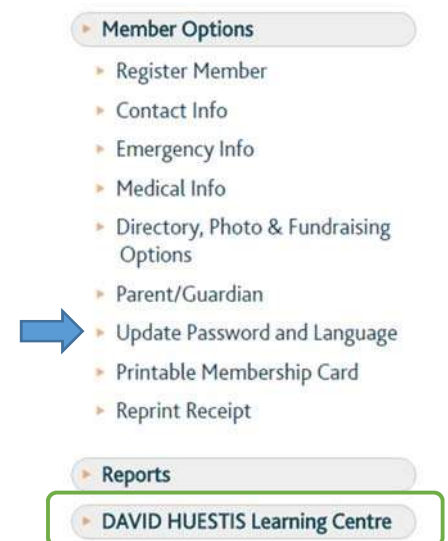 Member Options
Register Member
Contact Info
Emergency Info
Medical Info
Directory, Photo & Fundraising
Options
Parent/Guardian
Update Password and Language
Printable Membership Card
Reprint Receipt
Reports
DAVID HUESTIS Learning Centre